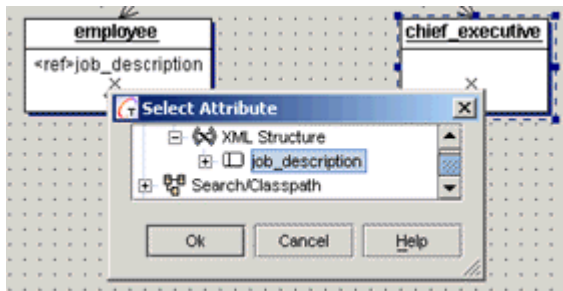 employee
chief_executive
<ref>job_description
Select Attribute
XML Structure
job_description
Search/Classpath
Ok
Cancel
Help